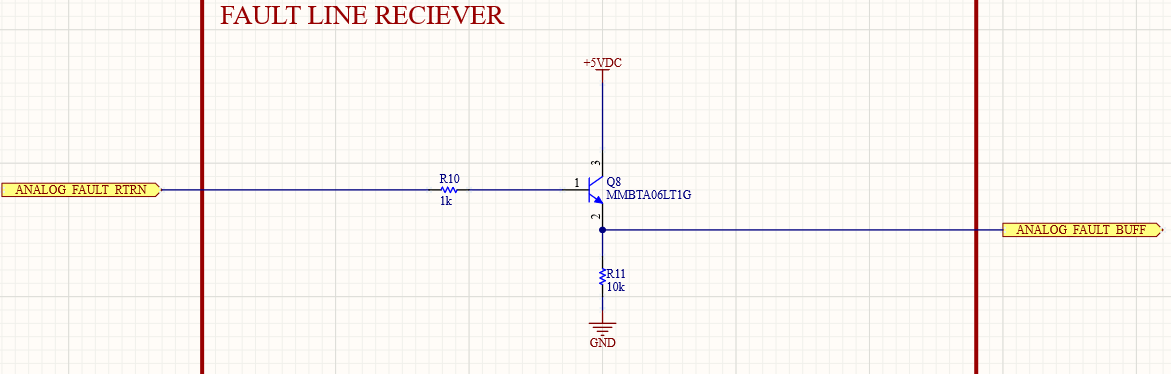 FAULT LINE RECIEVER
+5VDC
3
R10
1k
1
Q8
MMBTA06LT1G
ANALOG FAULT RTRN
2
ANALOG FAULT BUFF
R11
10k
GND